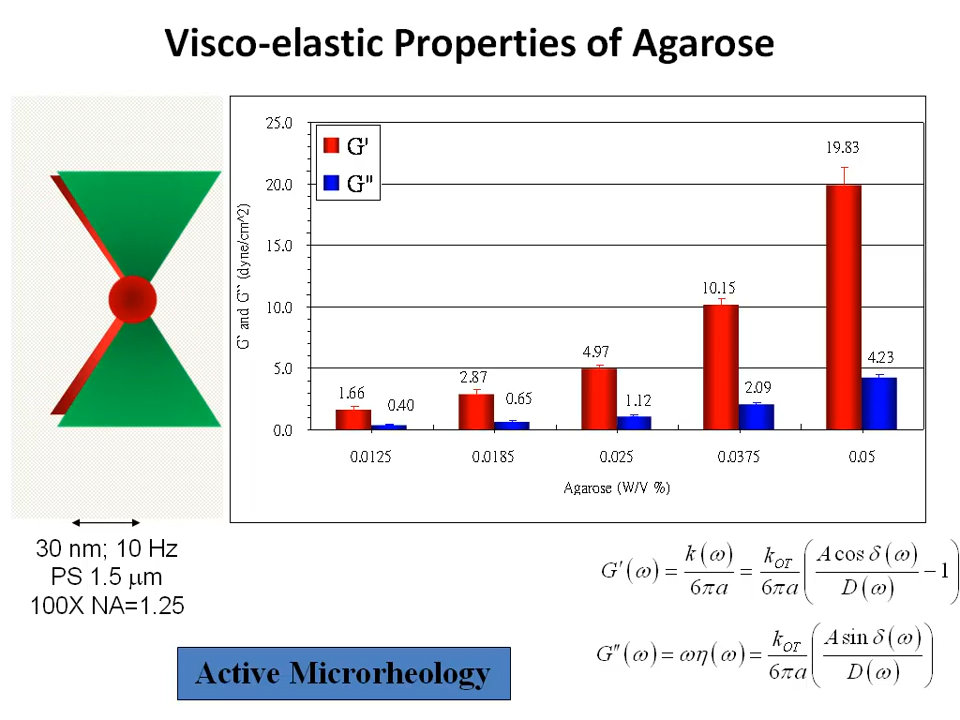 Visco-elastic Properties of Agarose
25.0
20.0
15.0
10.0
5.0
0.0
G` and G`` (dyne/cm^2)
G'
G"
1.66
0.40
2.87
0.65
4.97
1.12
10.15
2.09
19.83
4.23
0.0125
0.0185
0.025
0.0375
0.05
Agarose (W/V %)
30 nm; 10 Hz
PS 1.5 μm
100X NA=1.25
G′(ω) = k(ω)/6πa = k_OT/6πa (A cos δ(ω)/D(ω) − 1)
G″(ω) = ωη(ω) = k_OT/6πa (A sin δ(ω)/D(ω))
Active Microrheology